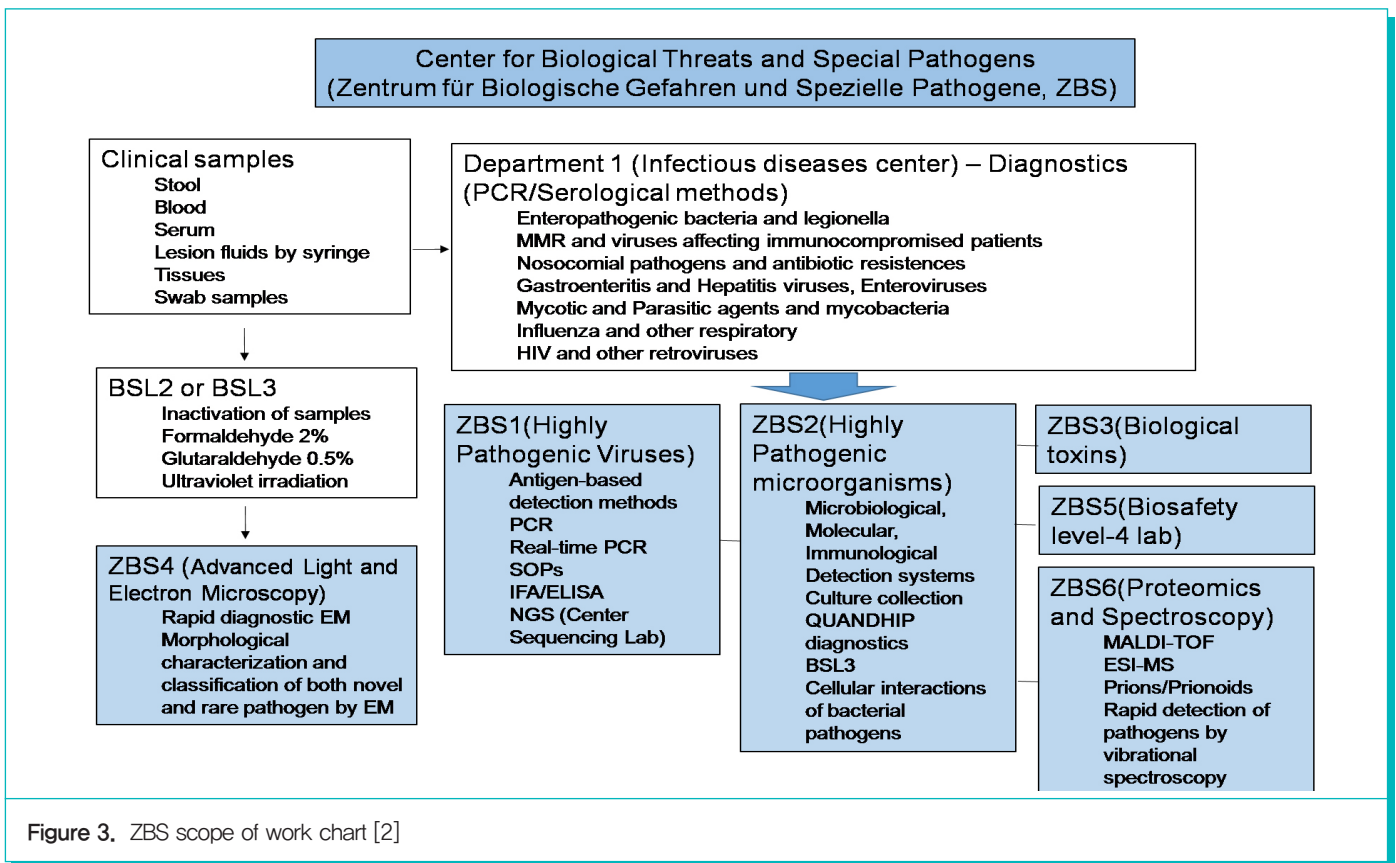 Center for Biological Threats and Special Pathogens
(Zentrum für Biologische Gefahren und Spezielle Pathogene, ZBS)
Clinical samples
Stool
Blood
Serum
Lesion fluids by syringe
Tissues
Swab samples
Department 1 (Infectious diseases center) – Diagnostics
(PCR/Serological methods)
Enteropathogenic bacteria and legionella
MMR and viruses affecting immunocompromised patients
Nosocomial pathogens and antibiotic resistences
Gastroenteritis and Hepatitis viruses, Enteroviruses
Mycotic and Parasitic agents and mycobacteria
Influenza and other respiratory
HIV and other retroviruses
BSL2 or BSL3
Inactivation of samples
Formaldehyde 2%
Glutaraldehyde 0.5%
Ultraviolet irradiation
ZBS4 (Advanced Light and
Electron Microscopy)
Rapid diagnostic EM
Morphological
characterization and
classification of both novel
and rare pathogen by EM
ZBS1(Highly
Pathogenic Viruses)
Antigen-based
detection methods
PCR
Real-time PCR
SOPs
IFA/ELISA
NGS (Center
Sequencing Lab)
ZBS2(Highly
Pathogenic
microorganisms)
Microbiological,
Molecular,
Immunological
Detection systems
Culture collection
QUANDHIP
diagnostics
BSL3
Cellular interactions
of bacterial
pathogens
ZBS3(Biological
toxins)
ZBS5(Biosafety
level-4 lab)
ZBS6(Proteomics
and Spectroscopy)
MALDI-TOF
ESI-MS
Prions/Prionoids
Rapid detection of
pathogens by
vibrational
spectroscopy
Figure 3. ZBS scope of work chart [2]